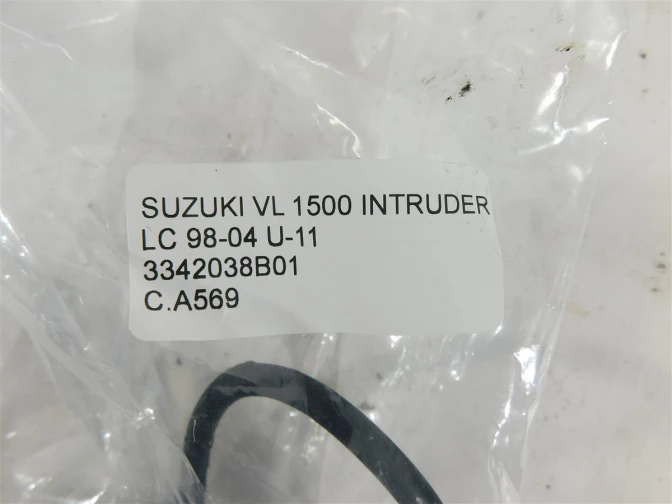 SUZUKI VL 1500 INTRUDER
LC 98-04 U-11
3342038B01
C.A569